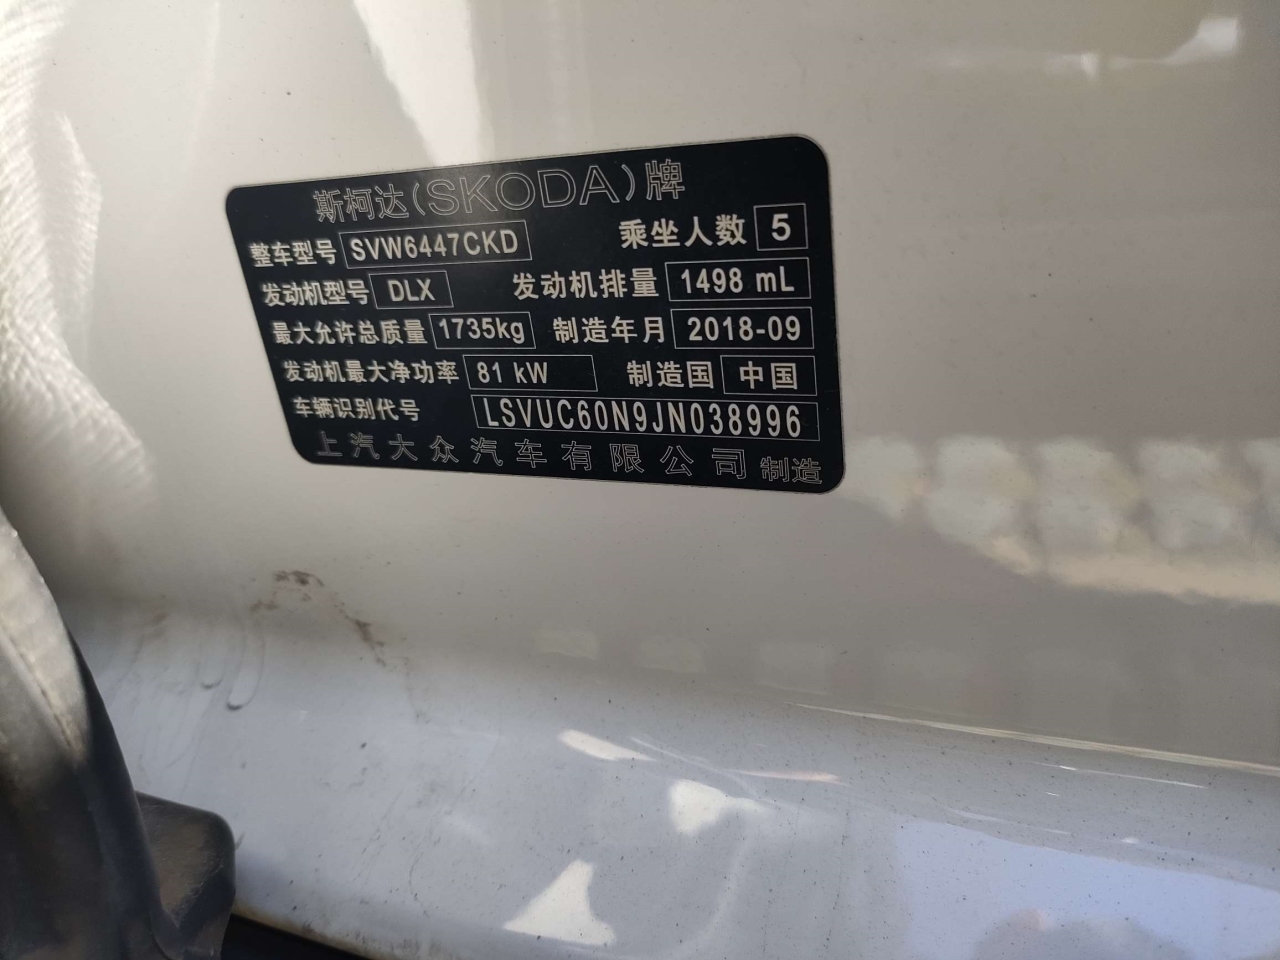 斯柯达(SKODA)牌
整车型号 SVW6447CKD 乘坐人数 5
发动机型号 DLX 发动机排量 1498 mL
最大允许总质量 1735kg 制造年月 2018-09
发动机最大净功率 81 kW 制造国 中国
车辆识别代号 LSVUC60N9JN038996
上汽大众汽车有限公司 制造